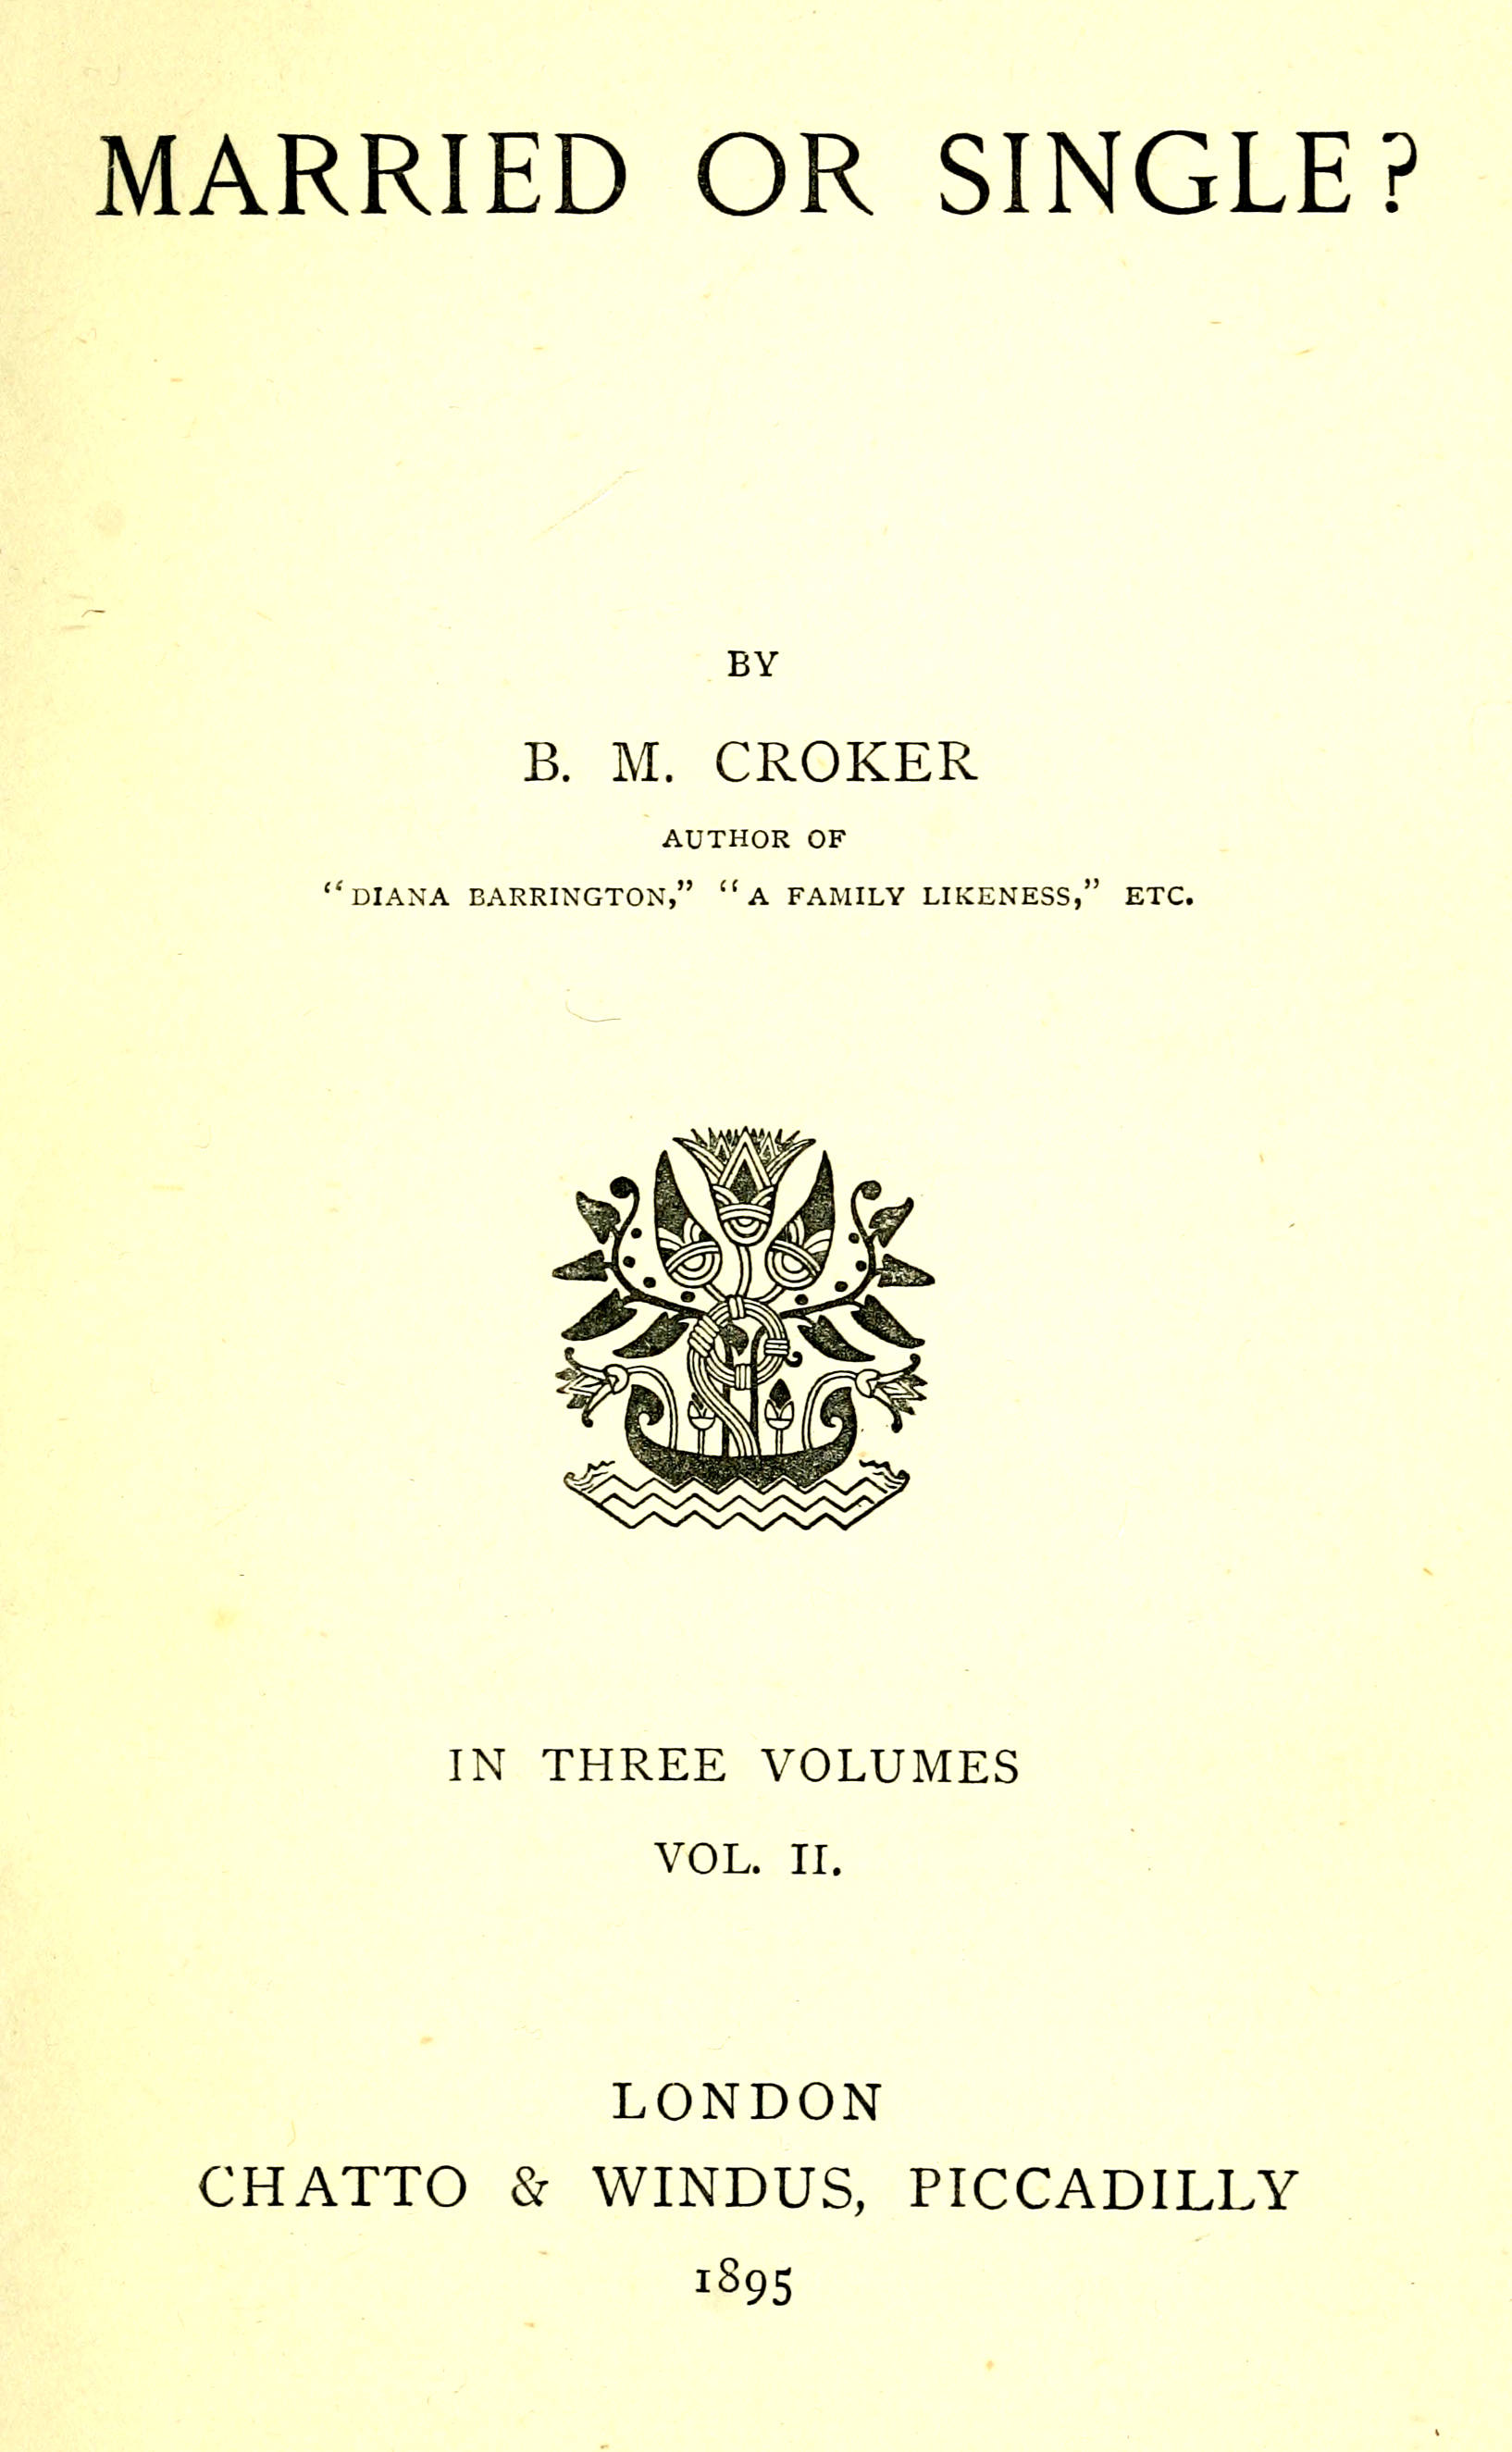 MARRIED OR SINGLE?
BY
B. M. CROKER
AUTHOR OF
“DIANA BARRINGTON,” “A FAMILY LIKENESS,” ETC.
IN THREE VOLUMES
VOL. II.
LONDON
CHATTO & WINDUS, PICCADILLY
1895